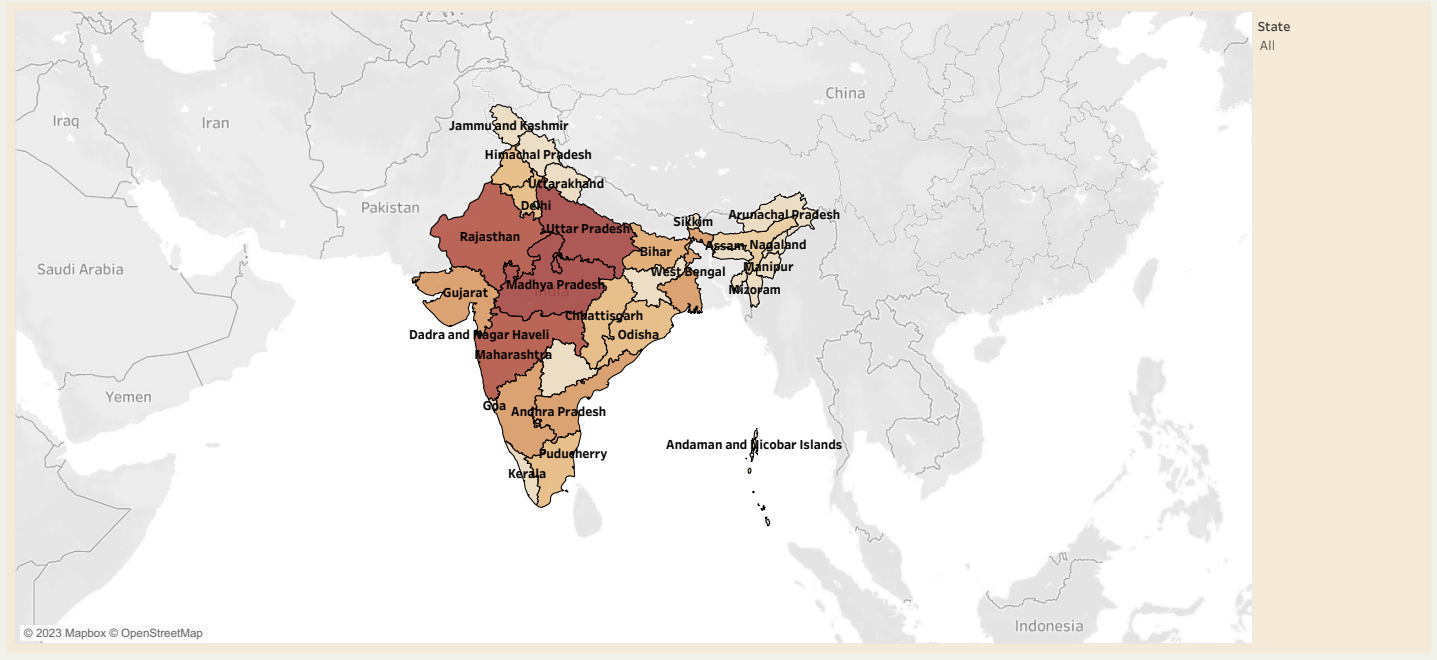 State
All
China
Iraq
Iran
Jammu and Kashmir
Himachal Pradesh
Uttarakhand
Pakistan
Delhi
Sikkim
Arunachal Pradesh
Uttar Pradesh
Rajasthan
Assam
Nagaland
Bihar
Saudi Arabia
West Bengal
Manipur
Madhya Pradesh
India
Mizoram
Gujarat
Chhattisgarh
Dadra and Nagar Haveli
Odisha
Maharashtra
Yemen
Goa
Andhra Pradesh
Andaman and Nicobar Islands
Puducherry
Kerala
Indonesia
© 2023 Mapbox © OpenStreetMap